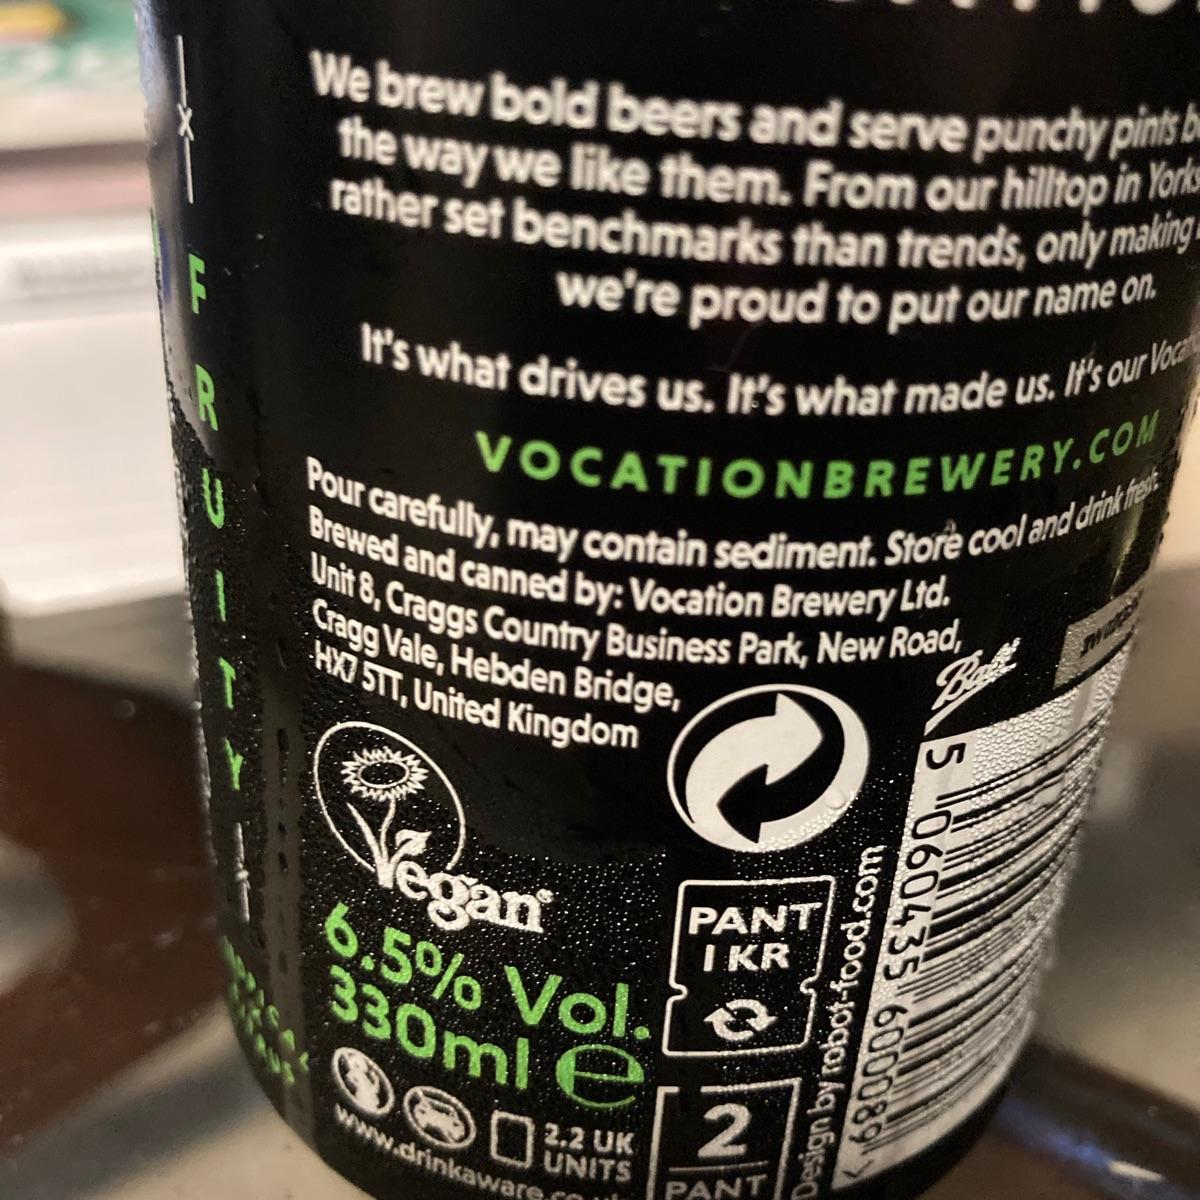 We brew bold beers and serve punchy pints
the way we like them. From our hilltop in
rather set benchmarks than trends, only making
we're proud to put our name on.
It's what drives us. It's what made us. It's our
VOCATIONBREWERY.COM
Pour carefully, may contain sediment. Store cool and drink fresh.
Brewed and canned by: Vocation Brewery Ltd.
Unit 8, Craggs Country Business Park, New Road,
Cragg Vale, Hebden Bridge,
HX7 5TT, United Kingdom
FRUITY
Ball
Vegan
6.5% Vol.
330ml e
PANT
1 KR
2
PANT
2.2 UK
UNITS
Design by robot-food.com
5 060435 600089